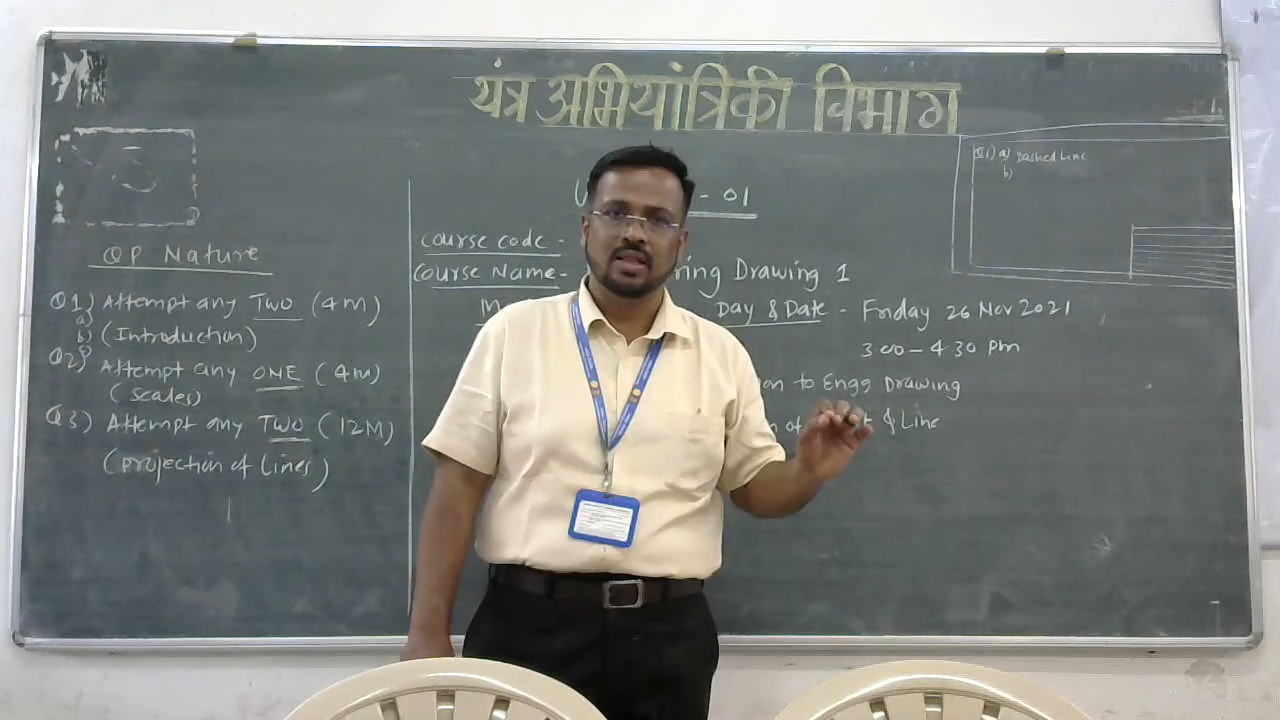 यंत्र अभियांत्रिकी विभाग
QP Nature
Q1) Attempt any TWO (4M)
a)
b) (Introduction)
Q2) Attempt any ONE (4M)
(scales)
Q3) Attempt any TWO (12M)
(projection of Lines)
- 01
Course code -
Course Name - ring Drawing 1
M
Day & Date - Friday 26 Nov 2021
3 00 - 4 30 pm
on to Engg Drawing
& Line
Q1) a) Dashed Line
b)